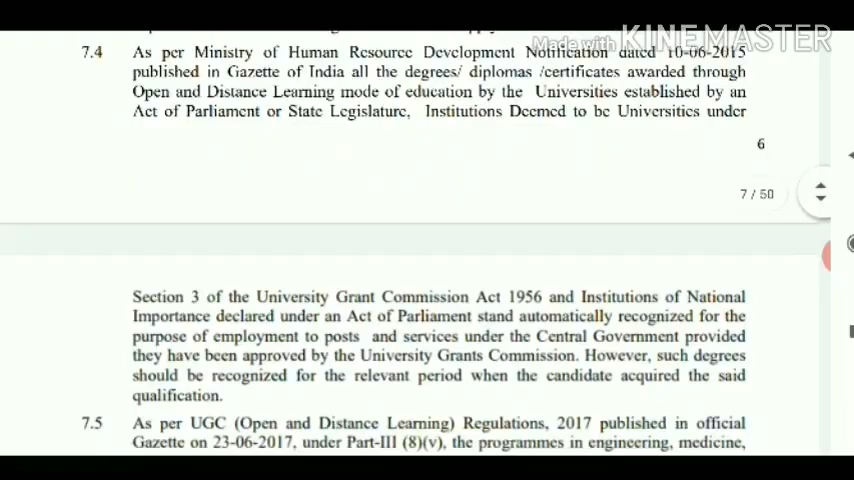 Made with KINEMASTER
7.4 As per Ministry of Human Resource Development Notification dated 10-06-2015
published in Gazette of India all the degrees/ diplomas /certificates awarded through
Open and Distance Learning mode of education by the Universities established by an
Act of Parliament or State Legislature, Institutions Deemed to be Universities under
6
7 / 50
Section 3 of the University Grant Commission Act 1956 and Institutions of National
Importance declared under an Act of Parliament stand automatically recognized for the
purpose of employment to posts and services under the Central Government provided
they have been approved by the University Grants Commission. However, such degrees
should be recognized for the relevant period when the candidate acquired the said
qualification.
7.5 As per UGC (Open and Distance Learning) Regulations, 2017 published in official
Gazette on 23-06-2017, under Part-III (8)(v), the programmes in engineering, medicine,